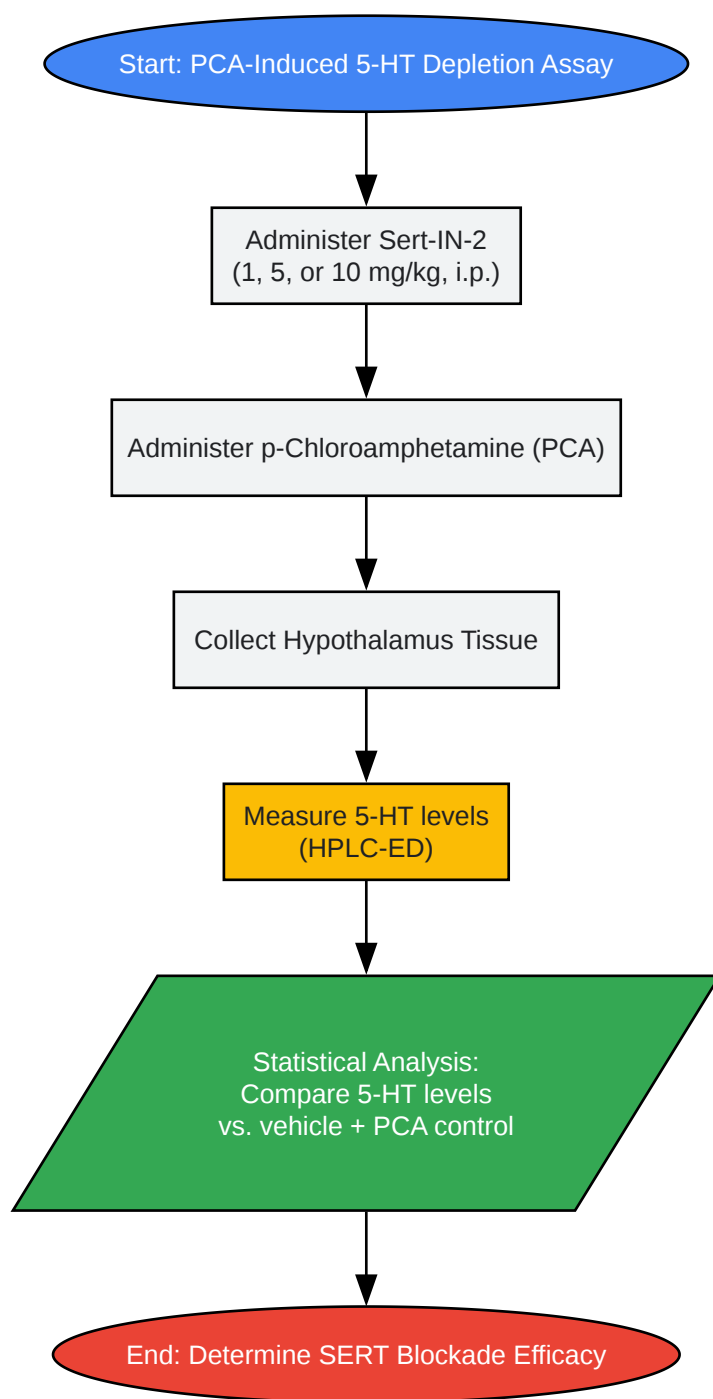 Start: PCA-Induced 5-HT Depletion Assay
Administer Sert-IN-2
(1, 5, or 10 mg/kg, i.p.)
Administer p-Chloroamphetamine (PCA)
Collect Hypothalamus Tissue
Measure 5-HT levels
(HPLC-ED)
Statistical Analysis:
Compare 5-HT levels
vs. vehicle + PCA control
End: Determine SERT Blockade Efficacy